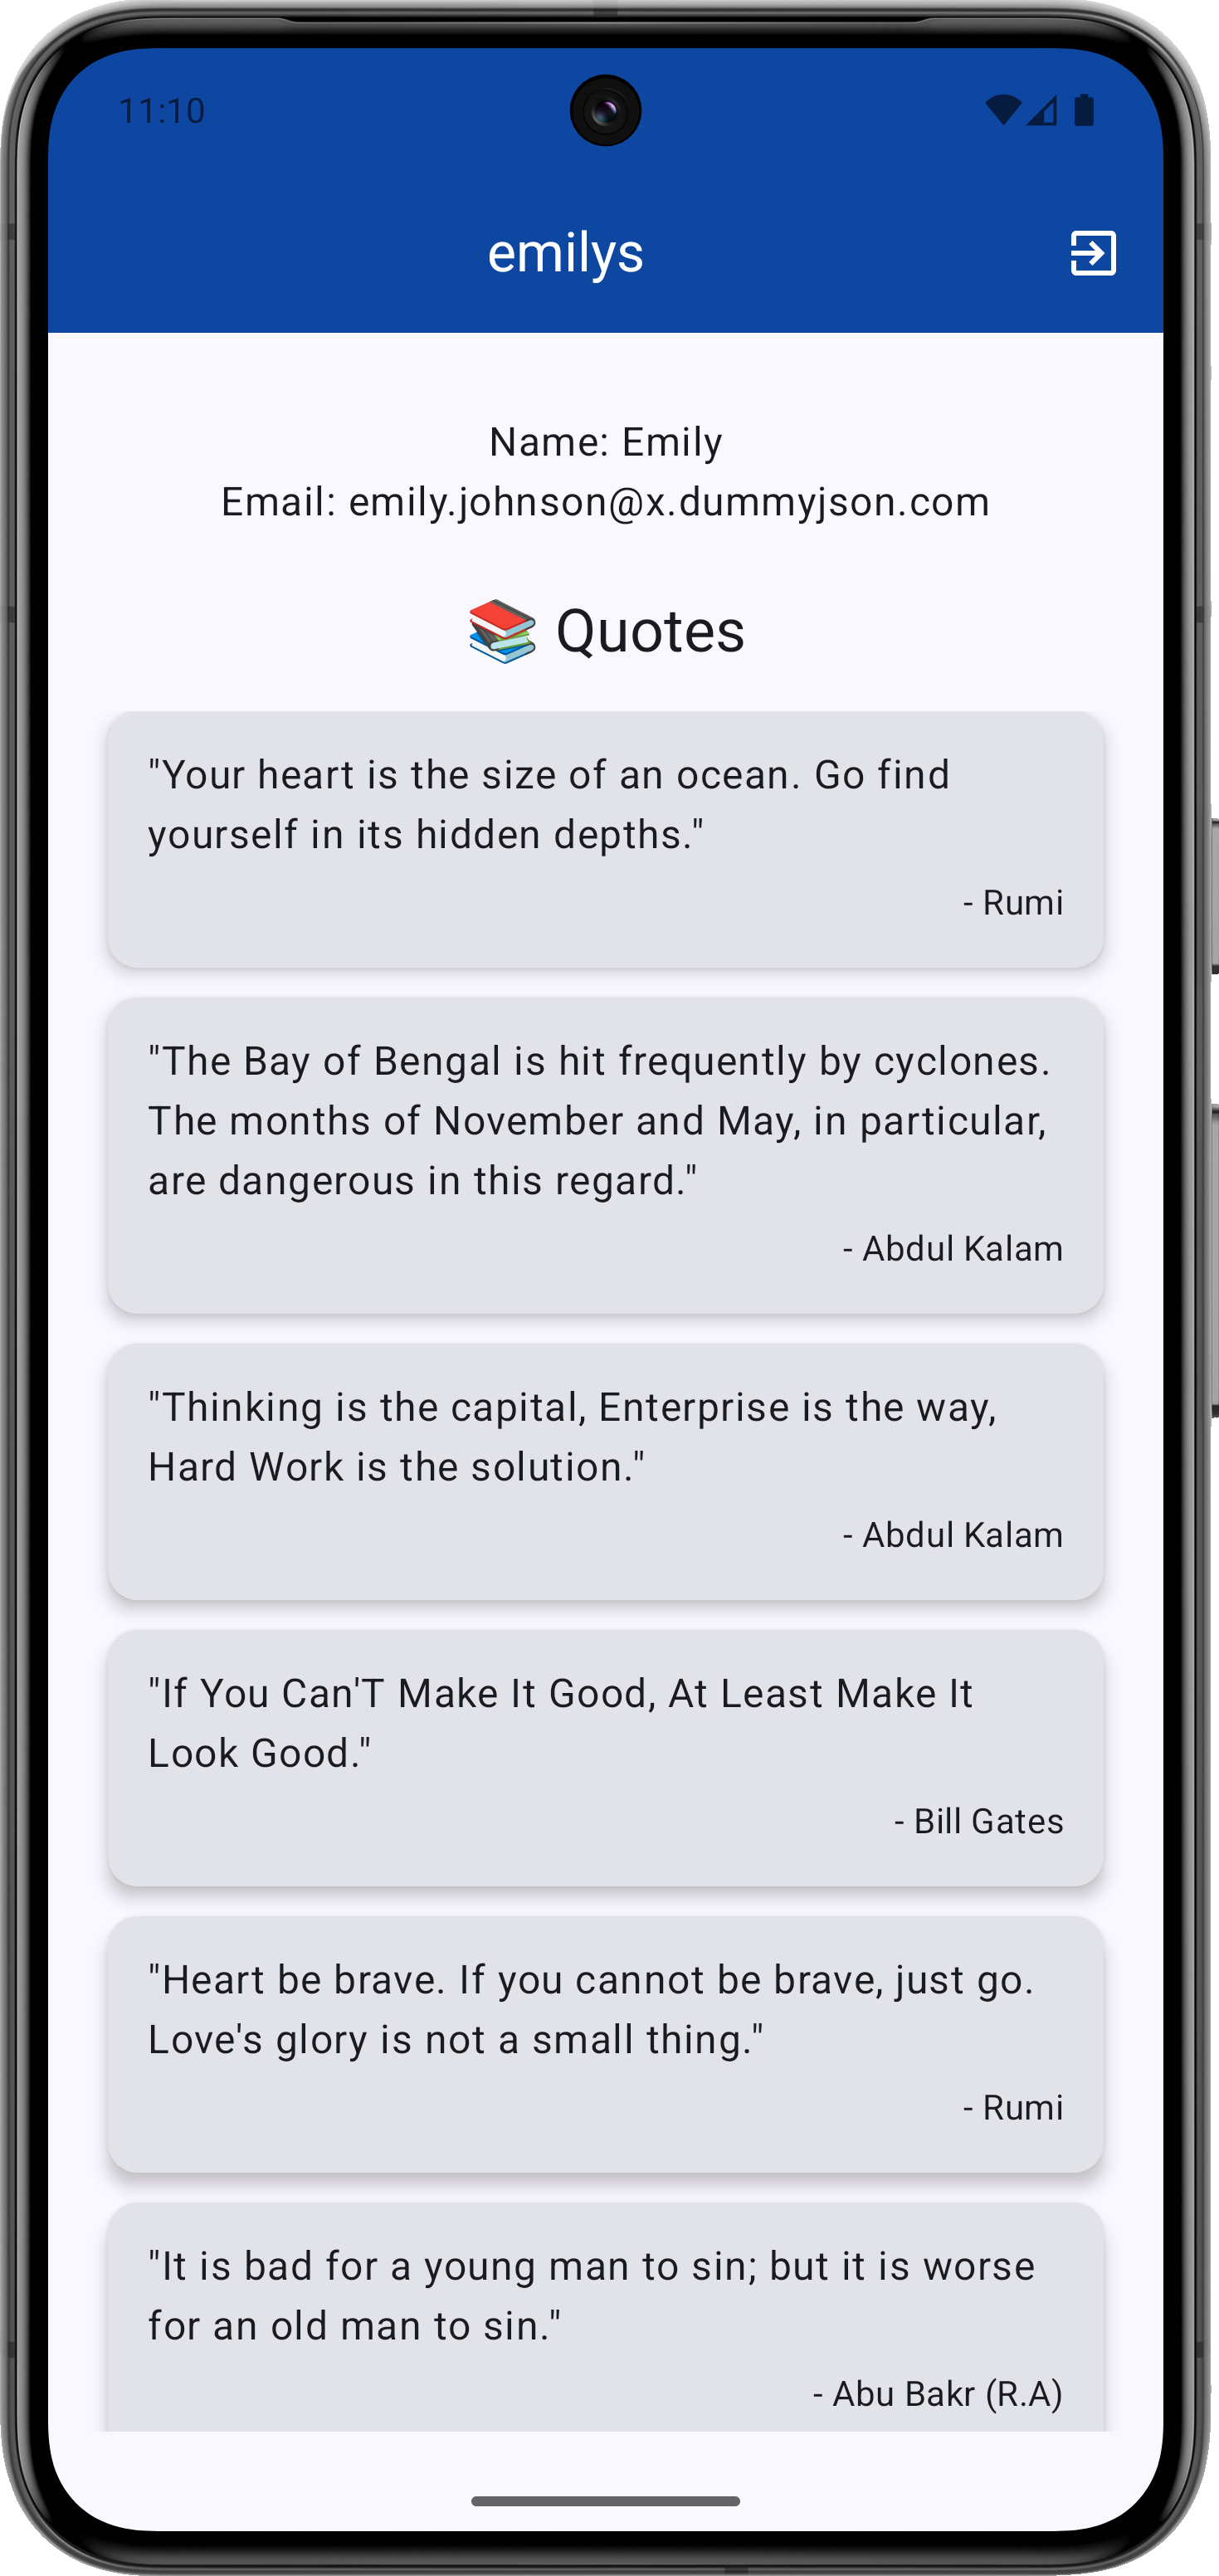 11:10
emilys
Name: Emily
Email: emily.johnson@x.dummyjson.com
📚 Quotes
"Your heart is the size of an ocean. Go find
yourself in its hidden depths."
- Rumi
"The Bay of Bengal is hit frequently by cyclones.
The months of November and May, in particular,
are dangerous in this regard."
- Abdul Kalam
"Thinking is the capital, Enterprise is the way,
Hard Work is the solution."
- Abdul Kalam
"If You Can'T Make It Good, At Least Make It
Look Good."
- Bill Gates
"Heart be brave. If you cannot be brave, just go.
Love's glory is not a small thing."
- Rumi
"It is bad for a young man to sin; but it is worse
for an old man to sin."
- Abu Bakr (R.A)